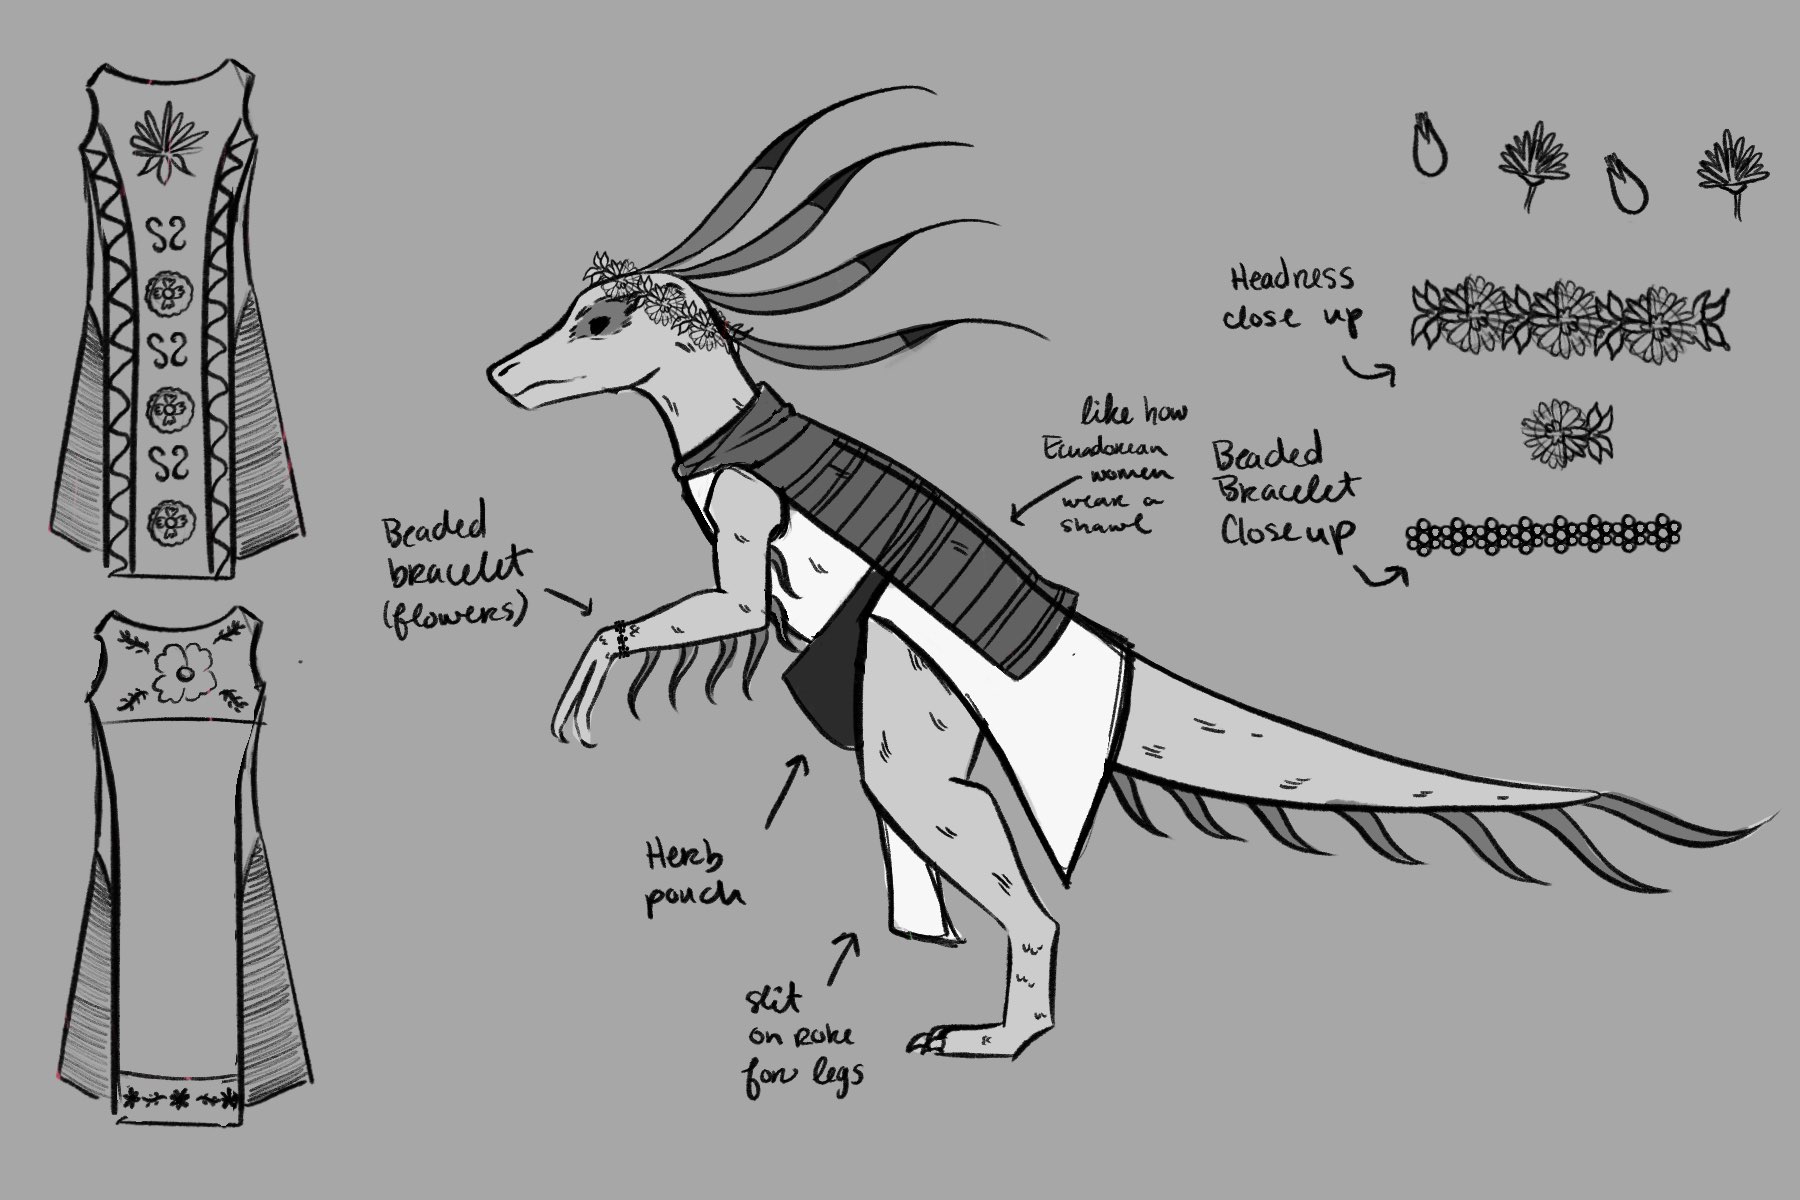 Headress
close up
like how
Ecuadorean
women
wear a
shawl
Beaded
Bracelet
Close up
Beaded
bracelet
(flowers)
Herb
pouch
slit
on robe
for legs